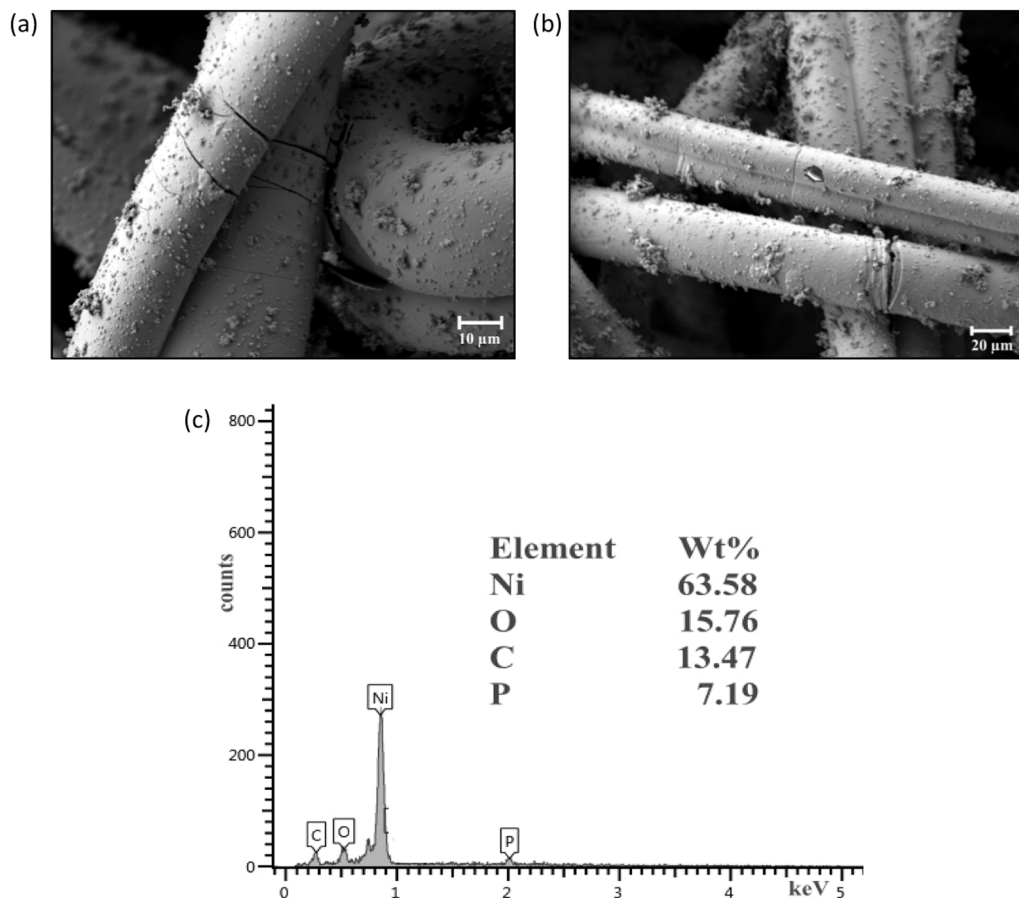 (a)
(b)
10 µm
20 µm
(c)
800
600
400
200
0
counts
Element Wt%
Ni 63.58
O 15.76
C 13.47
P 7.19
C
O
Ni
P
0 1 2 3 4 5
keV